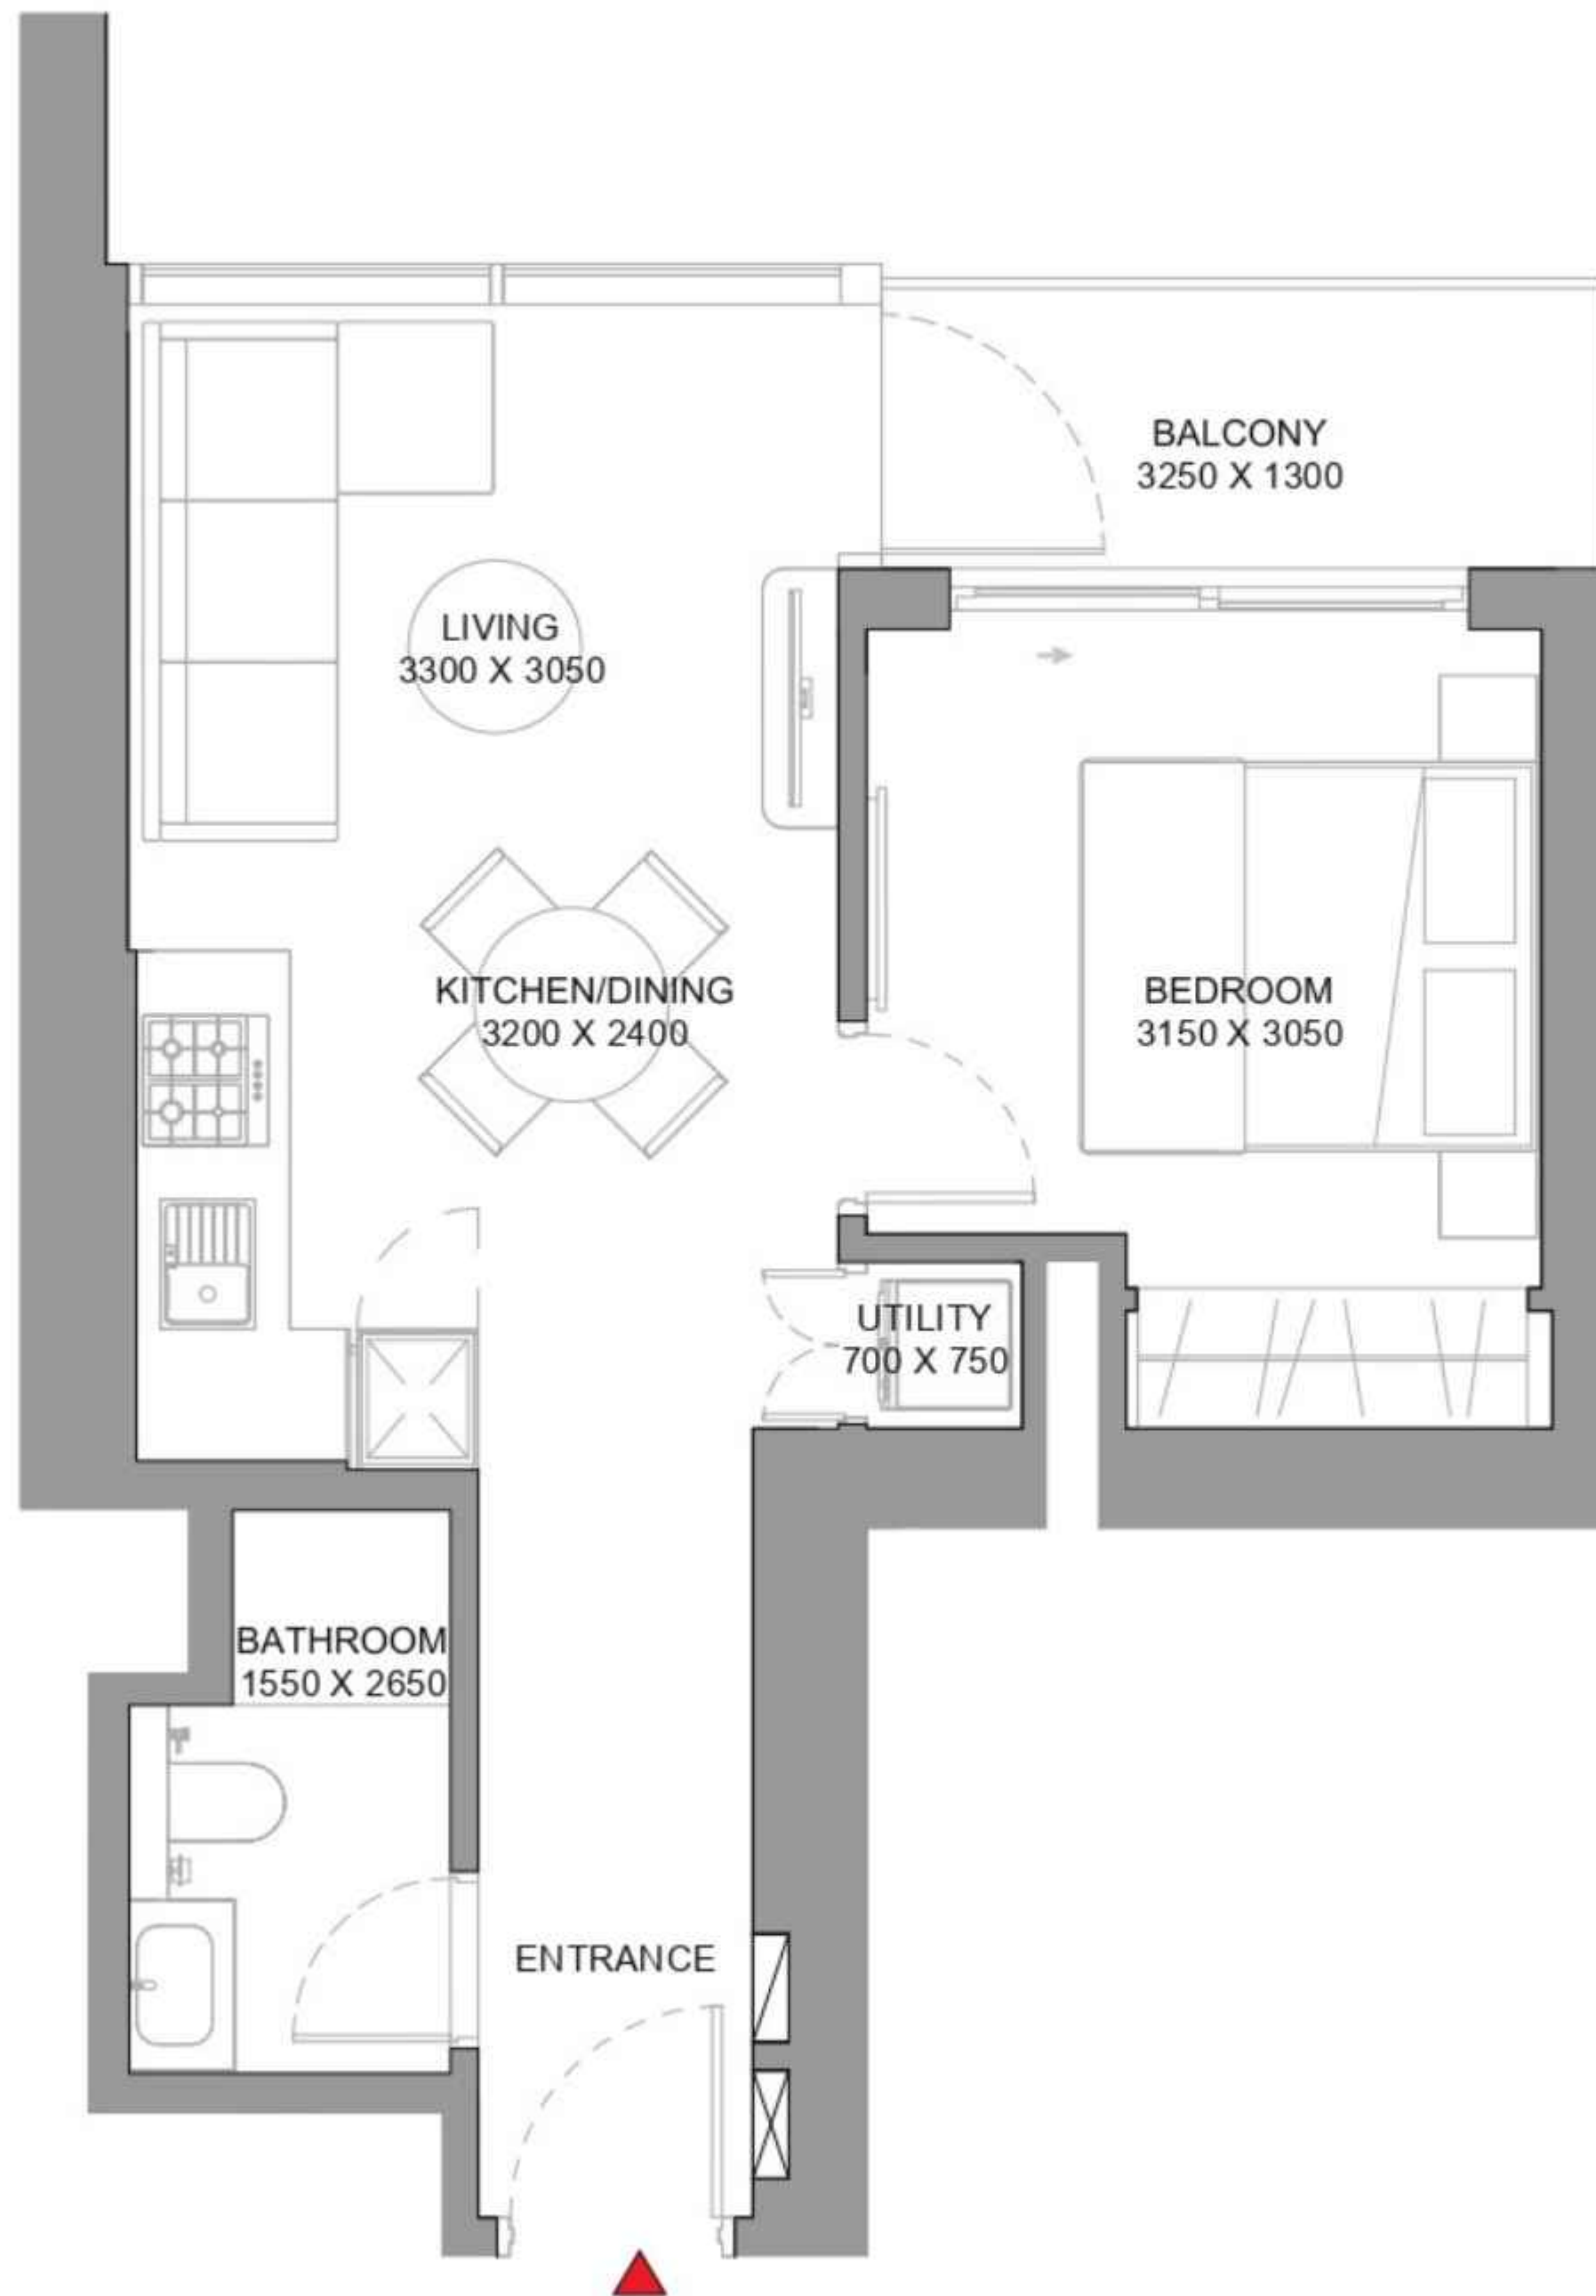 BALCONY
3250 X 1300
LIVING
3300 X 3050
KITCHEN/DINING
3200 X 2400
BEDROOM
3150 X 3050
UTILITY
700 X 750
BATHROOM
1550 X 2650
ENTRANCE